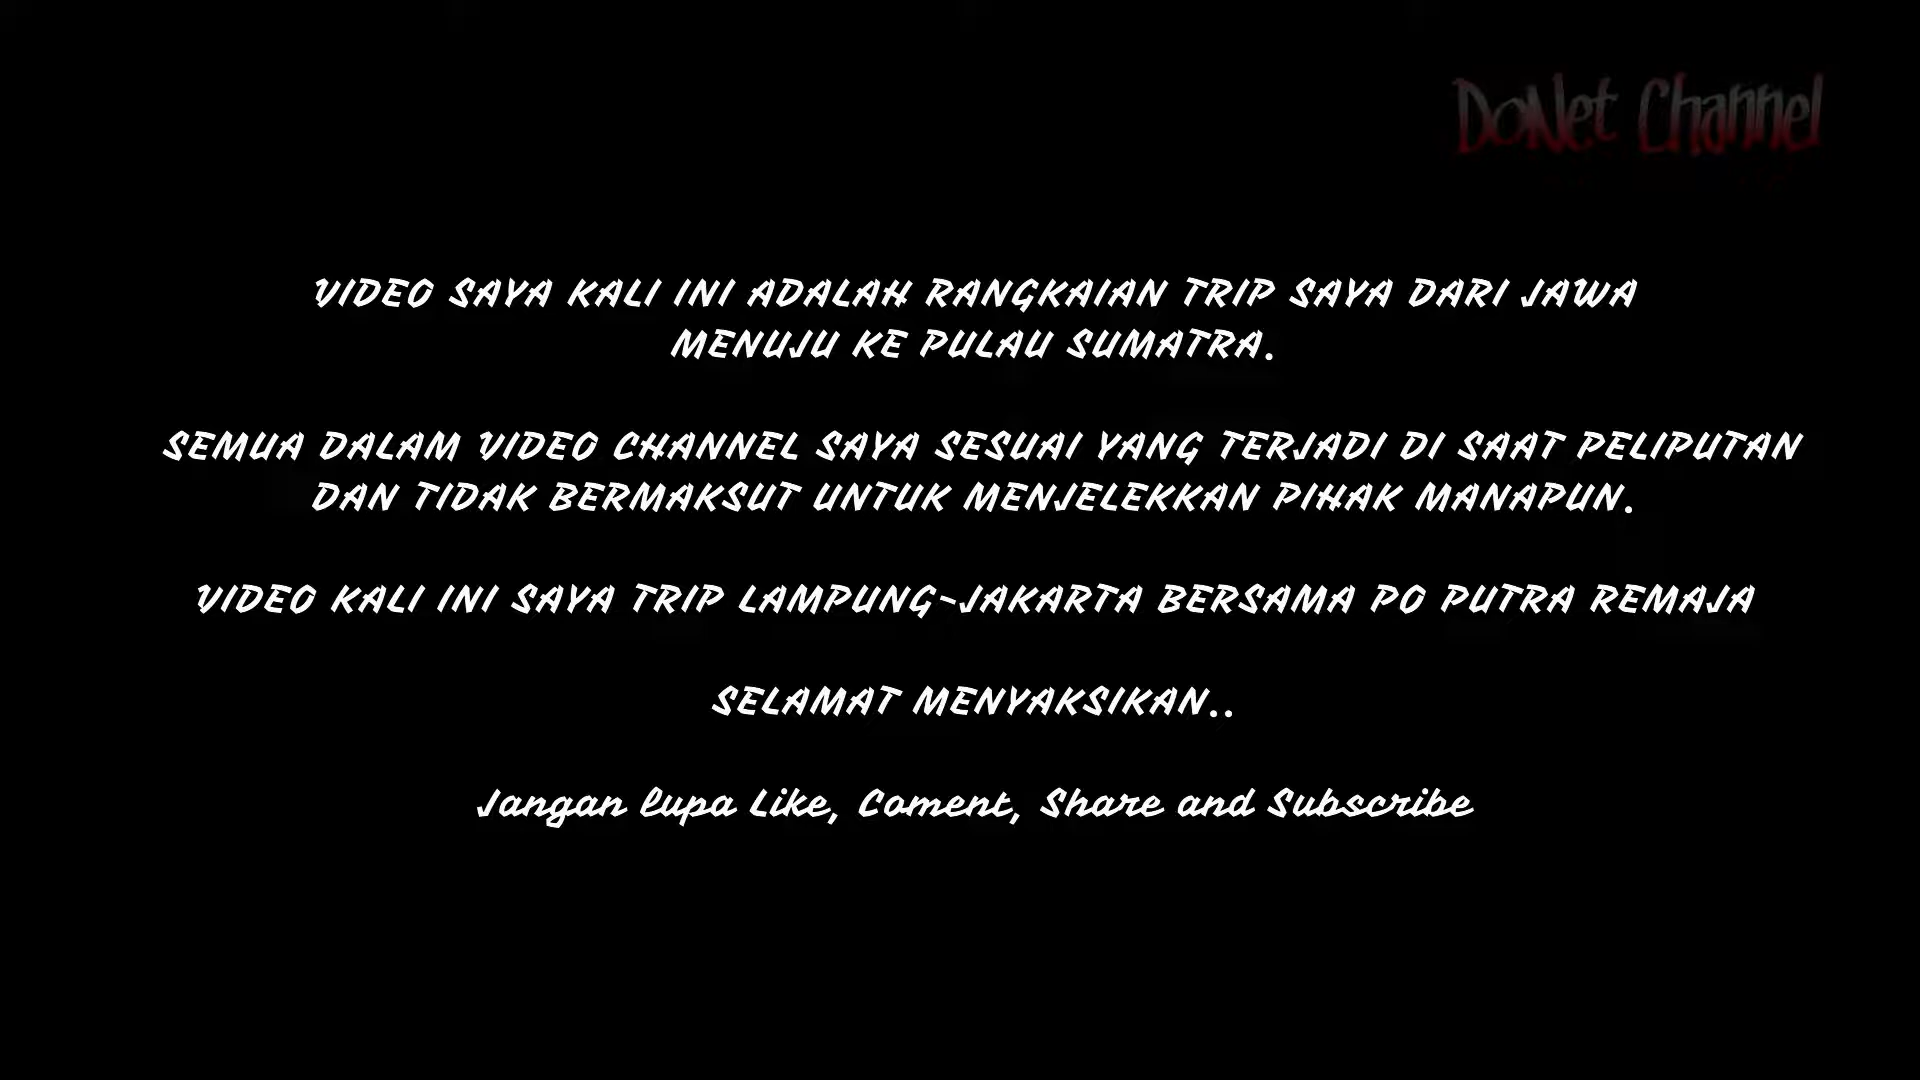 DoNet Channel
VIDEO SAYA KALI INI ADALAH RANGKAIAN TRIP SAYA DARI JAWA
MENUJU KE PULAU SUMATRA.
SEMUA DALAM VIDEO CHANNEL SAYA SESUAI YANG TERJADI DI SAAT PELIPUTAN
DAN TIDAK BERMAKSUT UNTUK MENJELEKKAN PIHAK MANAPUN.
VIDEO KALI INI SAYA TRIP LAMPUNG-JAKARTA BERSAMA PO PUTRA REMAJA
SELAMAT MENYAKSIKAN..
Jangan lupa Like, Coment, Share and Subscribe